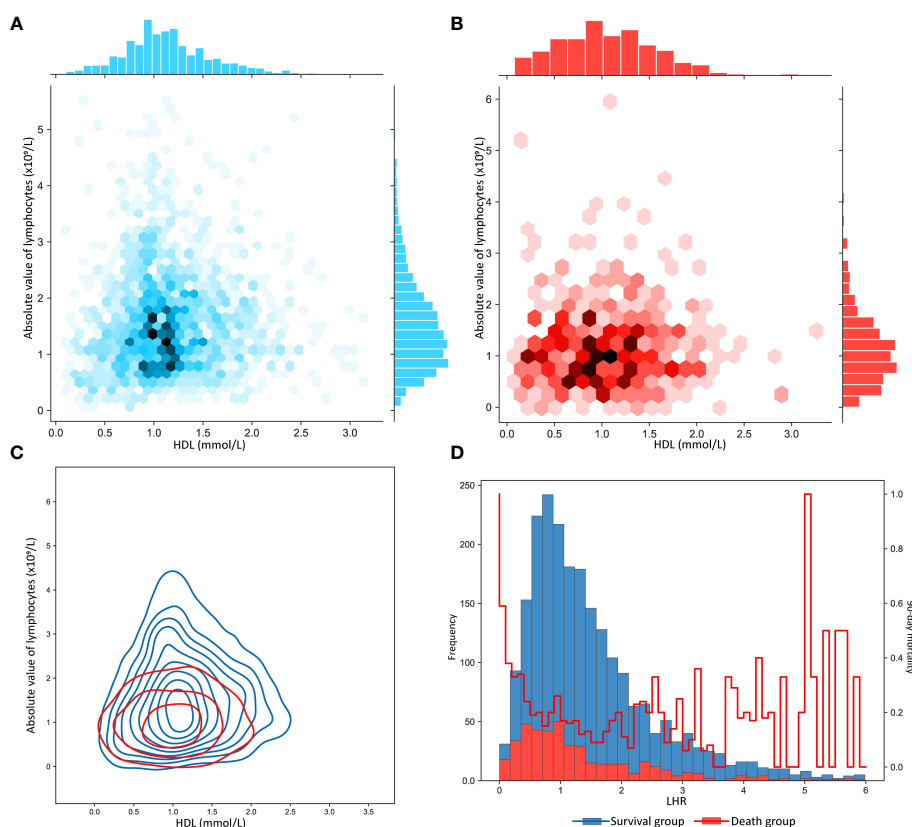 A
B
Absolute value of lymphocytes (x10⁹/L)
5
4
3
2
1
0
0.0 0.5 1.0 1.5 2.0 2.5 3.0
HDL (mmol/L)
Absolute value of lymphocytes (x10⁹/L)
6
5
4
3
2
1
0
0.0 0.5 1.0 1.5 2.0 2.5 3.0
HDL (mmol/L)
C
D
Absolute value of lymphocytes (x10⁹/L)
6
5
4
3
2
1
0
0.0 0.5 1.0 1.5 2.0 2.5 3.0 3.5
HDL (mmol/L)
Frequency
250
200
150
100
50
0.0
0 1 2 3 4 5 6
LHR
1.0
0.8
0.6
0.4
0.2
0.0
90-day mortality
Survival group Death group